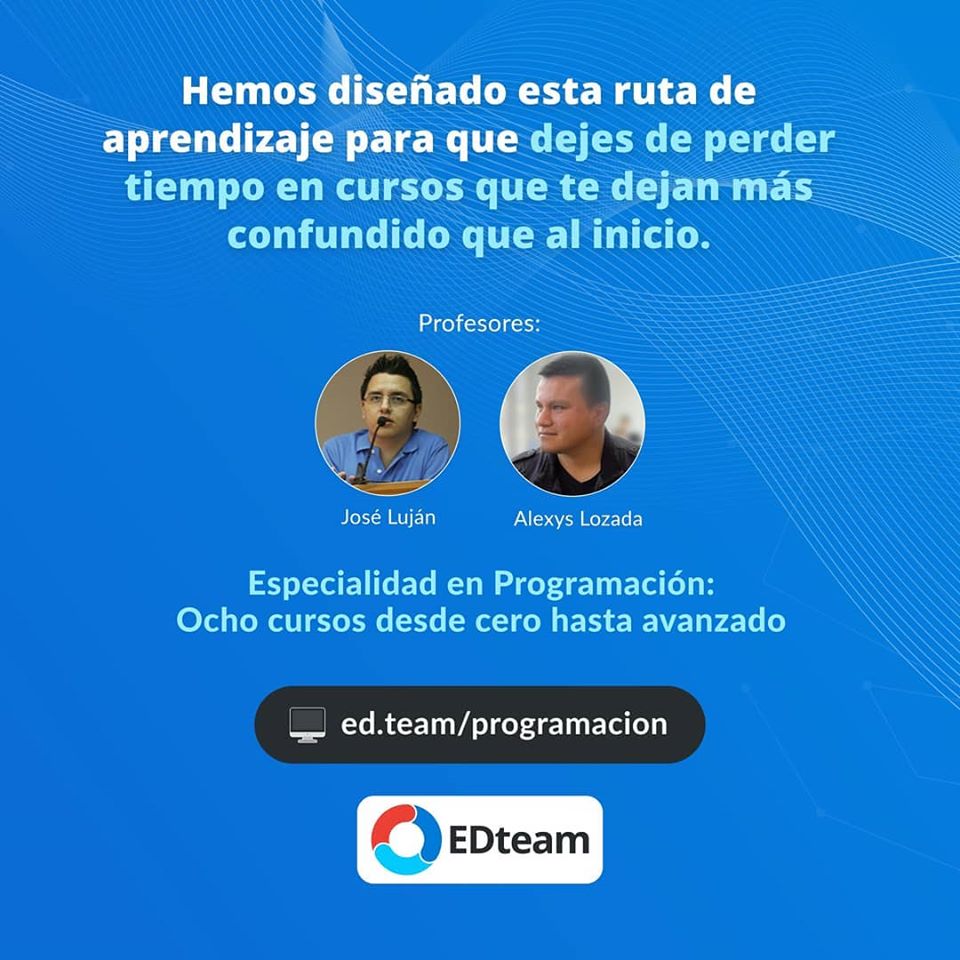 Hemos diseñado esta ruta de
aprendizaje para que dejes de perder
tiempo en cursos que te dejan más
confundido que al inicio.
Profesores:
José Luján
Alexys Lozada
Especialidad en Programación:
Ocho cursos desde cero hasta avanzado
ed.team/programacion
EDteam